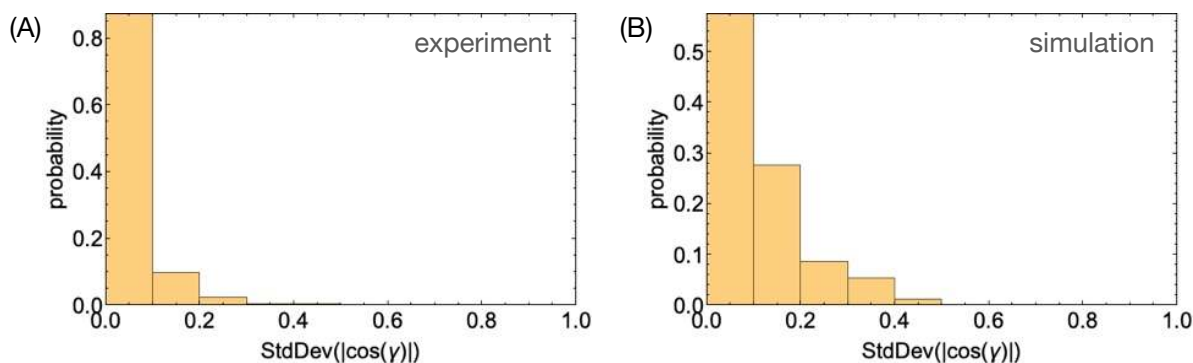 (A)
experiment
probability
0.8
0.6
0.4
0.2
0.0
0.0 0.2 0.4 0.6 0.8 1.0
StdDev(|cos(γ)|)
(B)
simulation
probability
0.5
0.4
0.3
0.2
0.1
0.0
0.0 0.2 0.4 0.6 0.8 1.0
StdDev(|cos(γ)|)